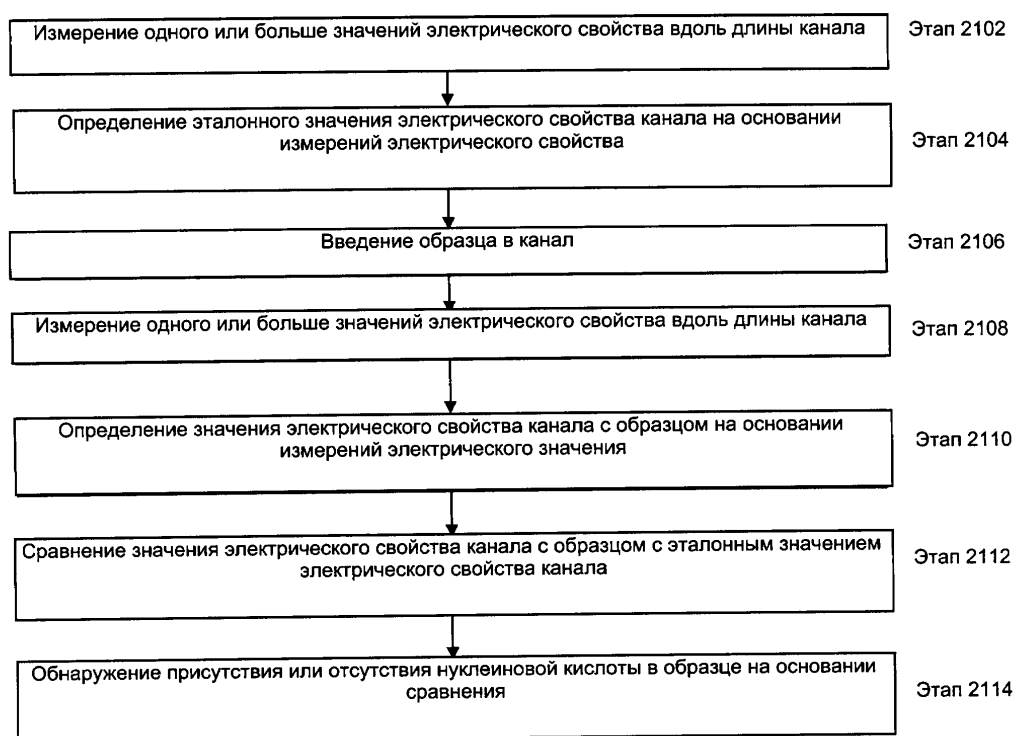 Измерение одного или больше значений электрического свойства вдоль длины канала
Этап 2102
Определение эталонного значения электрического свойства канала на основании
измерений электрического свойства
Этап 2104
Введение образца в канал
Этап 2106
Измерение одного или больше значений электрического свойства вдоль длины канала
Этап 2108
Определение значения электрического свойства канала с образцом на основании
измерений электрического значения
Этап 2110
Сравнение значения электрического свойства канала с образцом с эталонным значением
электрического свойства канала
Этап 2112
Обнаружение присутствия или отсутствия нуклеиновой кислоты в образце на основании
сравнения
Этап 2114